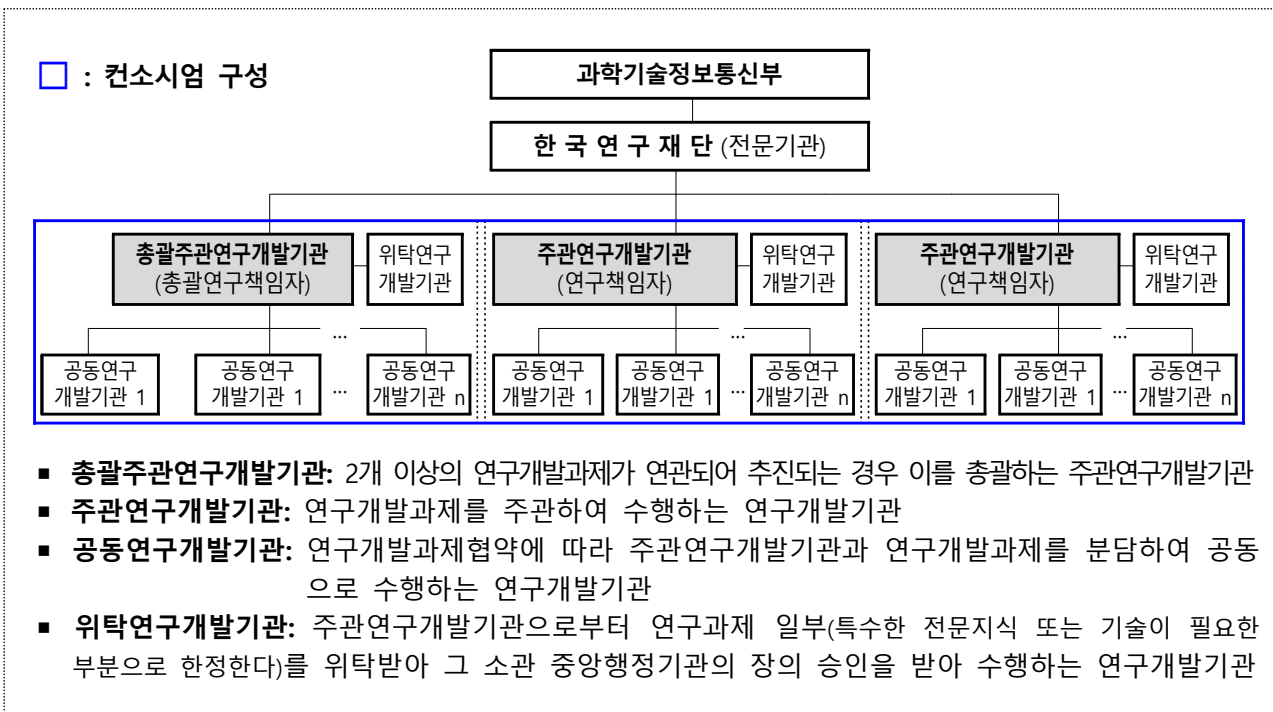 : 컨소시엄 구성
과학기술정보통신부
한 국 연 구 재 단 (전문기관)
총괄주관연구개발기관
(총괄연구책임자)
위탁연구
개발기관
주관연구개발기관
(연구책임자)
위탁연구
개발기관
주관연구개발기관
(연구책임자)
위탁연구
개발기관
...
...
...
공동연구
개발기관 1
공동연구
개발기관 1
...
공동연구
개발기관 n
공동연구
개발기관 1
공동연구
개발기관 1
...
공동연구
개발기관 n
공동연구
개발기관 1
공동연구
개발기관 1
...
공동연구
개발기관 n
▪ 총괄주관연구개발기관: 2개 이상의 연구개발과제가 연관되어 추진되는 경우 이를 총괄하는 주관연구개발기관
▪ 주관연구개발기관: 연구개발과제를 주관하여 수행하는 연구개발기관
▪ 공동연구개발기관: 연구개발과제협약에 따라 주관연구개발기관과 연구개발과제를 분담하여 공동
으로 수행하는 연구개발기관
▪ 위탁연구개발기관: 주관연구개발기관으로부터 연구과제 일부(특수한 전문지식 또는 기술이 필요한
부분으로 한정한다)를 위탁받아 그 소관 중앙행정기관의 장의 승인을 받아 수행하는 연구개발기관